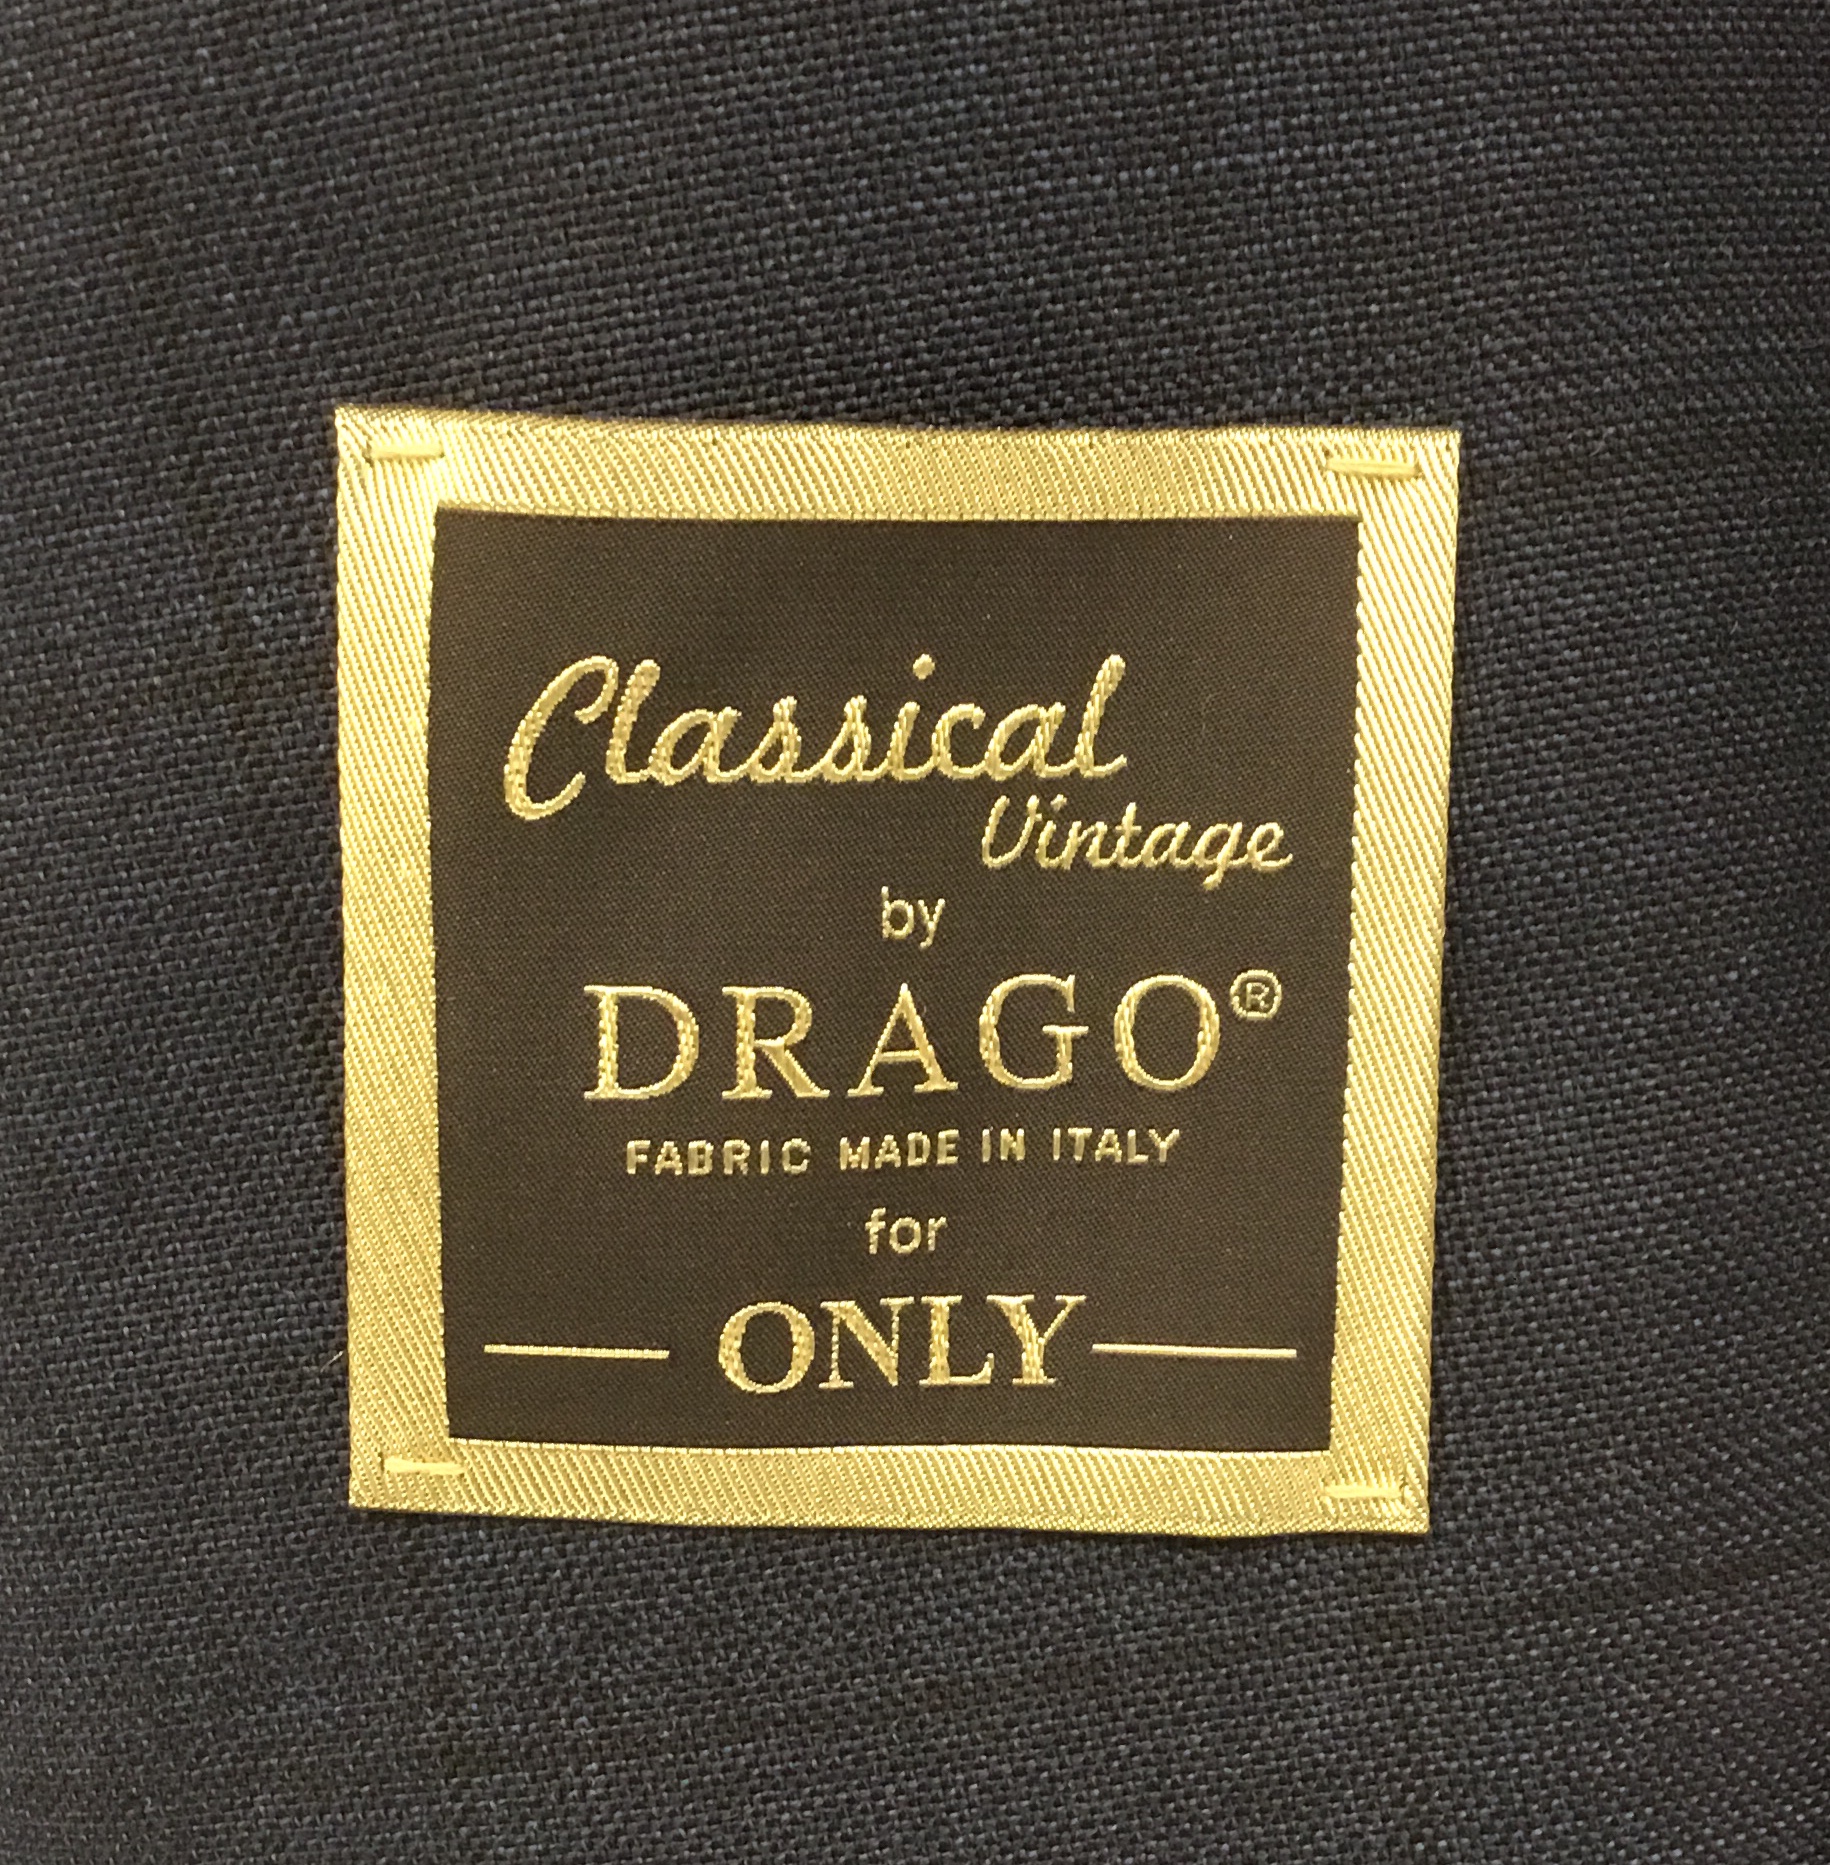 Classical
Vintage
by
DRAGO®
FABRIC MADE IN ITALY
for
ONLY